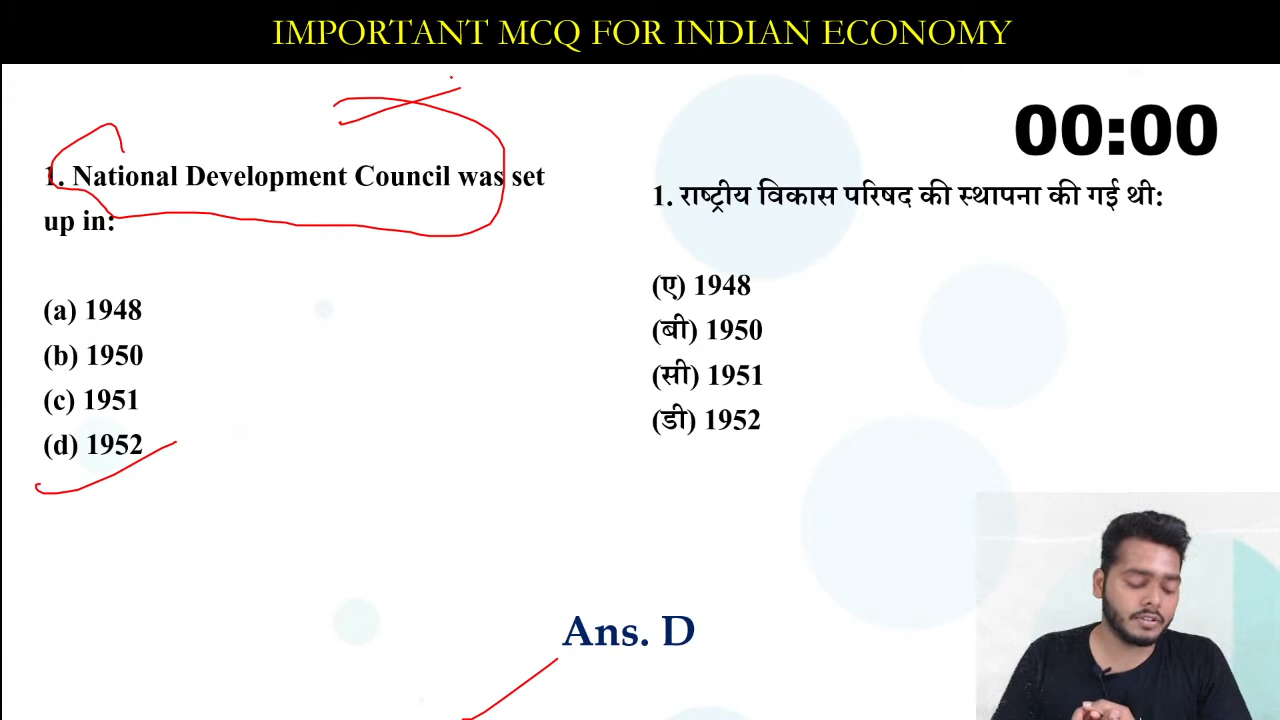 IMPORTANT MCQ FOR INDIAN ECONOMY
00:00
1. National Development Council was set
up in:
(a) 1948
(b) 1950
(c) 1951
(d) 1952
1. राष्ट्रीय विकास परिषद की स्थापना की गई थी:
(ए) 1948
(बी) 1950
(सी) 1951
(डी) 1952
Ans. D